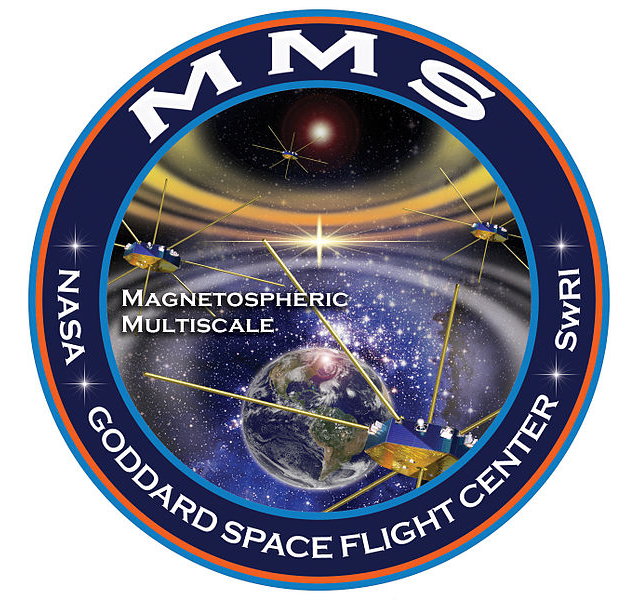 MMS
MAGNETOSPHERIC
MULTISCALE
NASA
GODDARD SPACE FLIGHT CENTER
SwRI